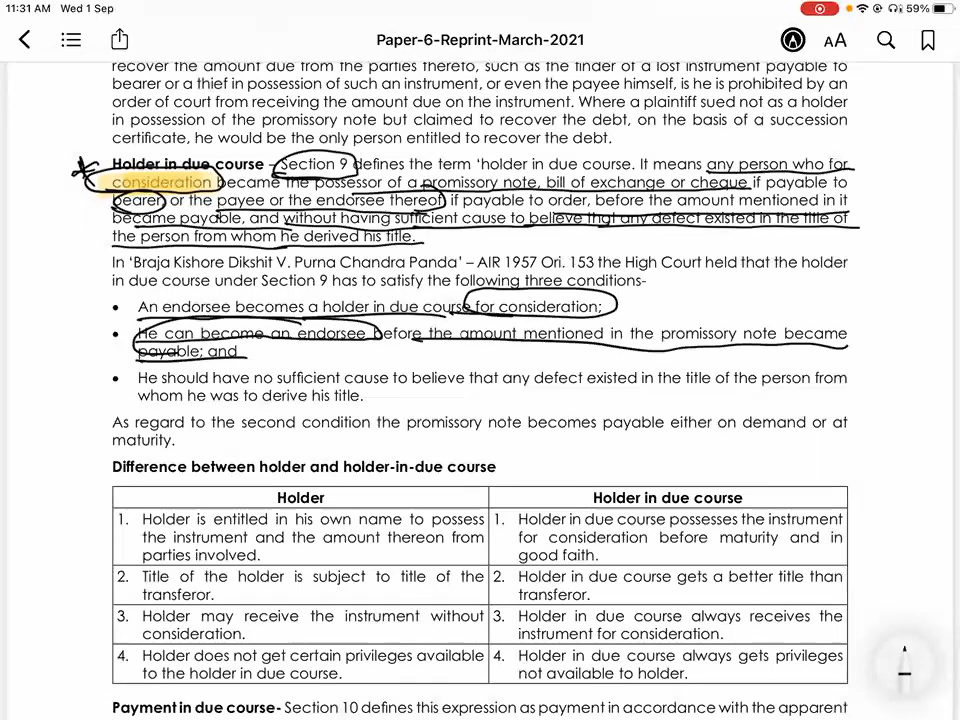 11:31 AM Wed 1 Sep
59%
Paper-6-Reprint-March-2021
AA
recover the amount due from the parties thereto, such as the finder of a lost instrument payable to
bearer or a thief in possession of such an instrument, or even the payee himself, is he is prohibited by an
order of court from receiving the amount due on the instrument. Where a plaintiff sued not as a holder
in possession of the promissory note but claimed to recover the debt, on the basis of a succession
certificate, he would be the only person entitled to recover the debt.
Holder in due course – Section 9 defines the term 'holder in due course. It means any person who for
consideration became the possessor of a promissory note, bill of exchange or cheque if payable to
bearer or the payee or the endorsee thereof, if payable to order, before the amount mentioned in it
became payable, and without having sufficient cause to believe that any defect existed in the title of
the person from whom he derived his title.
In 'Braja Kishore Dikshit V. Purna Chandra Panda' – AIR 1957 Ori. 153 the High Court held that the holder
in due course under Section 9 has to satisfy the following three conditions-
• An endorsee becomes a holder in due course for consideration;
• He can become an endorsee before the amount mentioned in the promissory note became
payable; and
• He should have no sufficient cause to believe that any defect existed in the title of the person from
whom he was to derive his title.
As regard to the second condition the promissory note becomes payable either on demand or at
maturity.
Difference between holder and holder-in-due course
Holder
Holder in due course
1. Holder is entitled in his own name to possess
the instrument and the amount thereon from
parties involved.
1. Holder in due course possesses the instrument
for consideration before maturity and in
good faith.
2. Title of the holder is subject to title of the
transferor.
2. Holder in due course gets a better title than
transferor.
3. Holder may receive the instrument without
consideration.
3. Holder in due course always receives the
instrument for consideration.
4. Holder does not get certain privileges available
to the holder in due course.
4. Holder in due course always gets privileges
not available to holder.
Payment in due course- Section 10 defines this expression as payment in accordance with the apparent